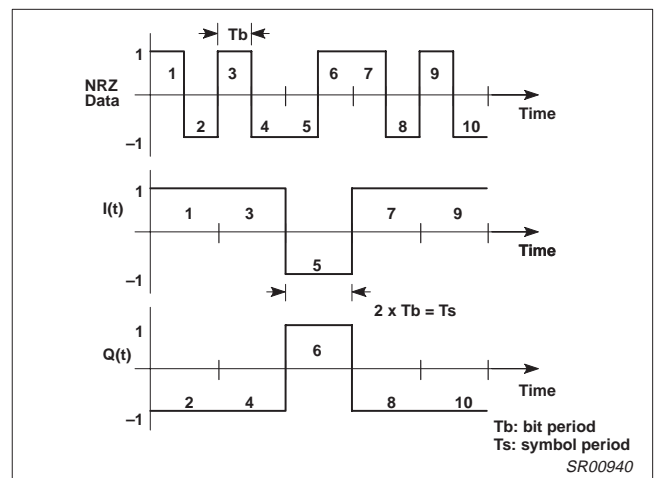 Tb
1
1 3 6 7 9
NRZ
Data
Time
2 4 5 8 10
–1
1
I(t)
1 3 7 9
Time
5
–1
2 x Tb = Ts
1
Q(t)
6
Time
2 4 8 10
–1
Tb: bit period
Ts: symbol period
SR00940